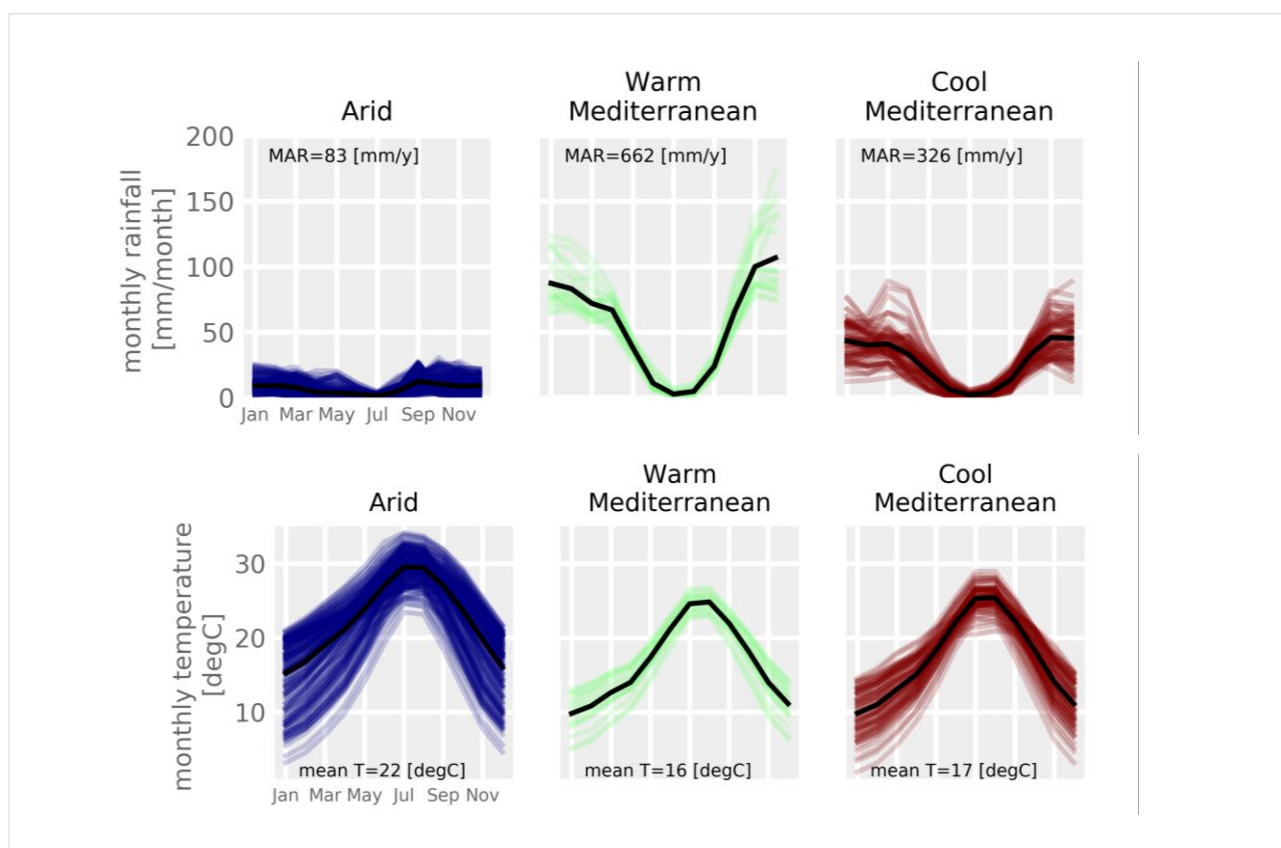 Arid
Warm
Mediterranean
Cool
Mediterranean
monthly rainfall
[mm/month]
200
150
100
50
0
MAR=83 [mm/y]
MAR=662 [mm/y]
MAR=326 [mm/y]
Jan Mar May Jul Sep Nov
Arid
Warm
Mediterranean
Cool
Mediterranean
monthly temperature
[degC]
30
20
10
mean T=22 [degC]
mean T=16 [degC]
mean T=17 [degC]
Jan Mar May Jul Sep Nov